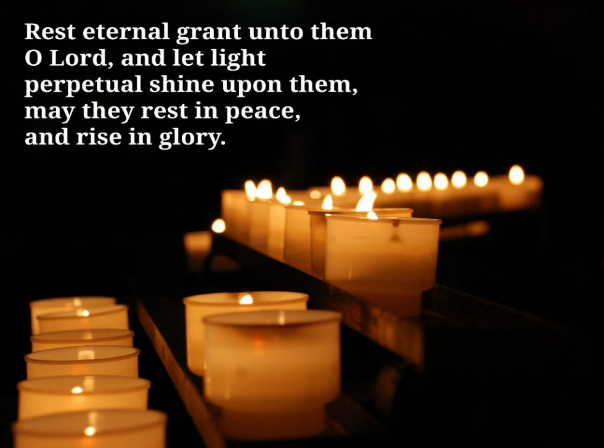 Rest eternal grant unto them
O Lord, and let light
perpetual shine upon them,
may they rest in peace,
and rise in glory.